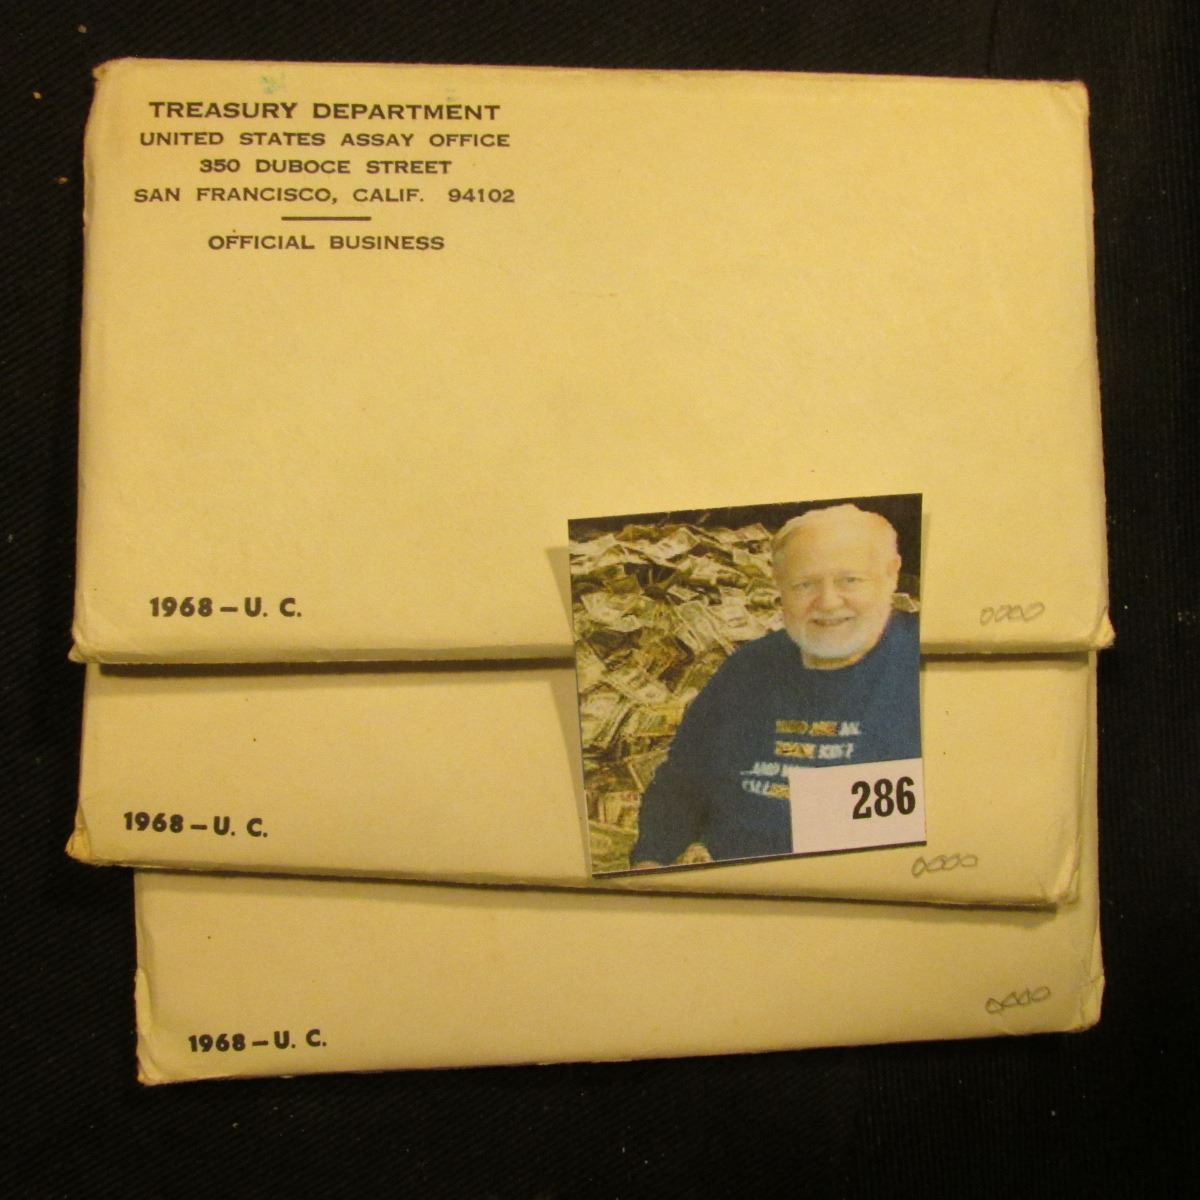 TREASURY DEPARTMENT
UNITED STATES ASSAY OFFICE
350 DUBOCE STREET
SAN FRANCISCO, CALIF. 94102
OFFICIAL BUSINESS
1968 – U. C.
286
1968 – U. C.
1968 – U. C.